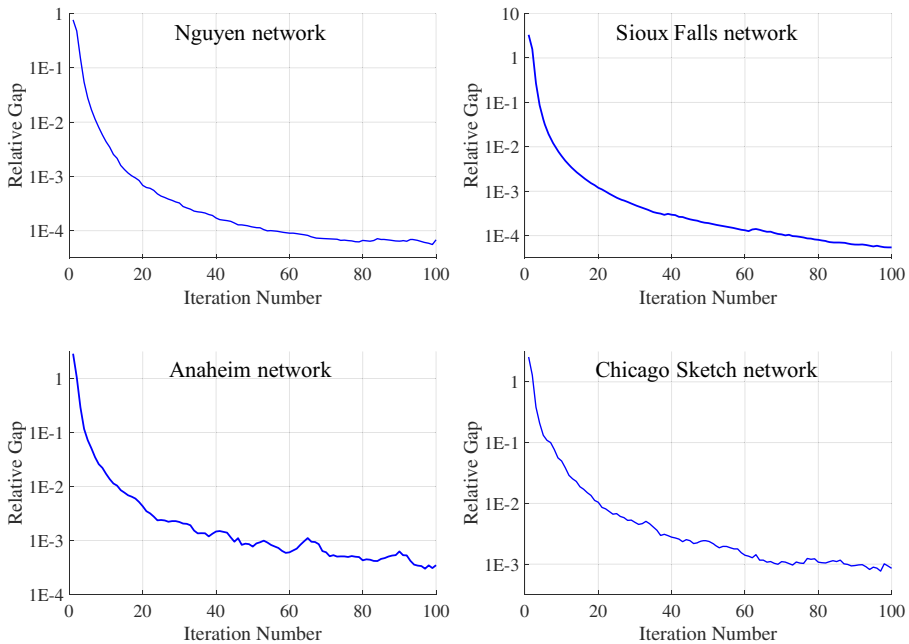 Nguyen network
1
1E-1
1E-2
1E-3
1E-4
Relative Gap
0 20 40 60 80 100
Iteration Number
Sioux Falls network
10
1
1E-1
1E-2
1E-3
1E-4
Relative Gap
0 20 40 60 80 100
Iteration Number
Anaheim network
1
1E-1
1E-2
1E-3
1E-4
Relative Gap
0 20 40 60 80 100
Iteration Number
Chicago Sketch network
1
1E-1
1E-2
1E-3
Relative Gap
0 20 40 60 80 100
Iteration Number